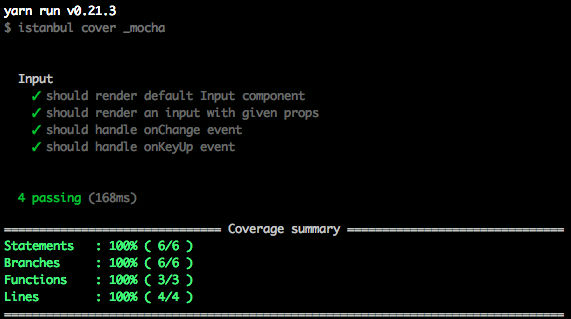 yarn run v0.21.3
$ istanbul cover _mocha
Input
✓ should render default Input component
✓ should render an input with given props
✓ should handle onChange event
✓ should handle onKeyUp event
4 passing (168ms)
=============================== Coverage summary ===============================
Statements   : 100% ( 6/6 )
Branches     : 100% ( 6/6 )
Functions    : 100% ( 3/3 )
Lines        : 100% ( 4/4 )
================================================================================